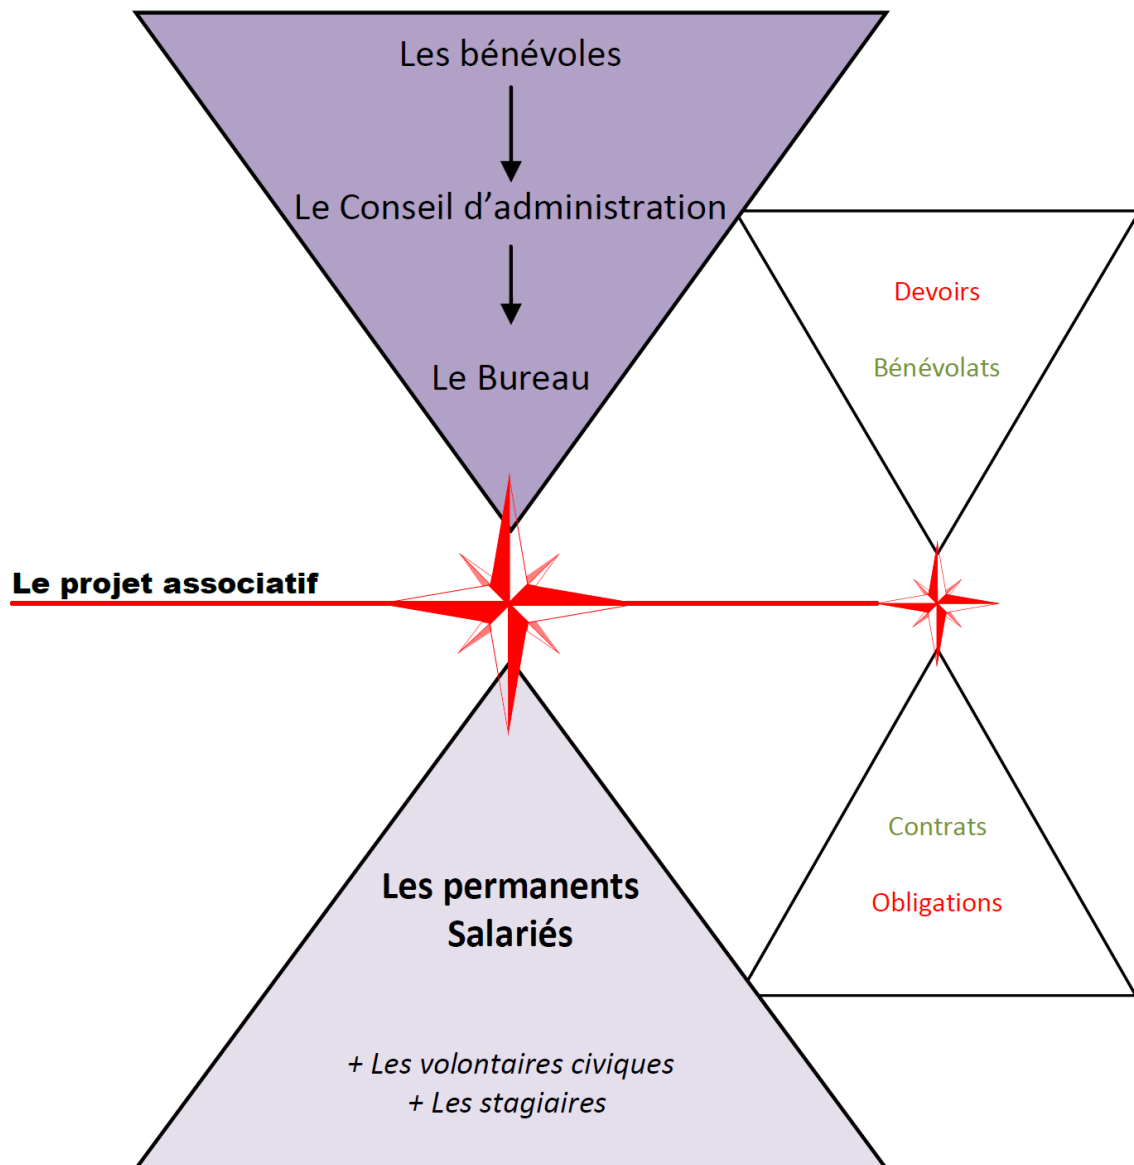 Les bénévoles
Le Conseil d’administration
Devoirs
Bénévolats
Le Bureau
Le projet associatif
Contrats
Obligations
Les permanents
Salariés
+ Les volontaires civiques
+ Les stagiaires